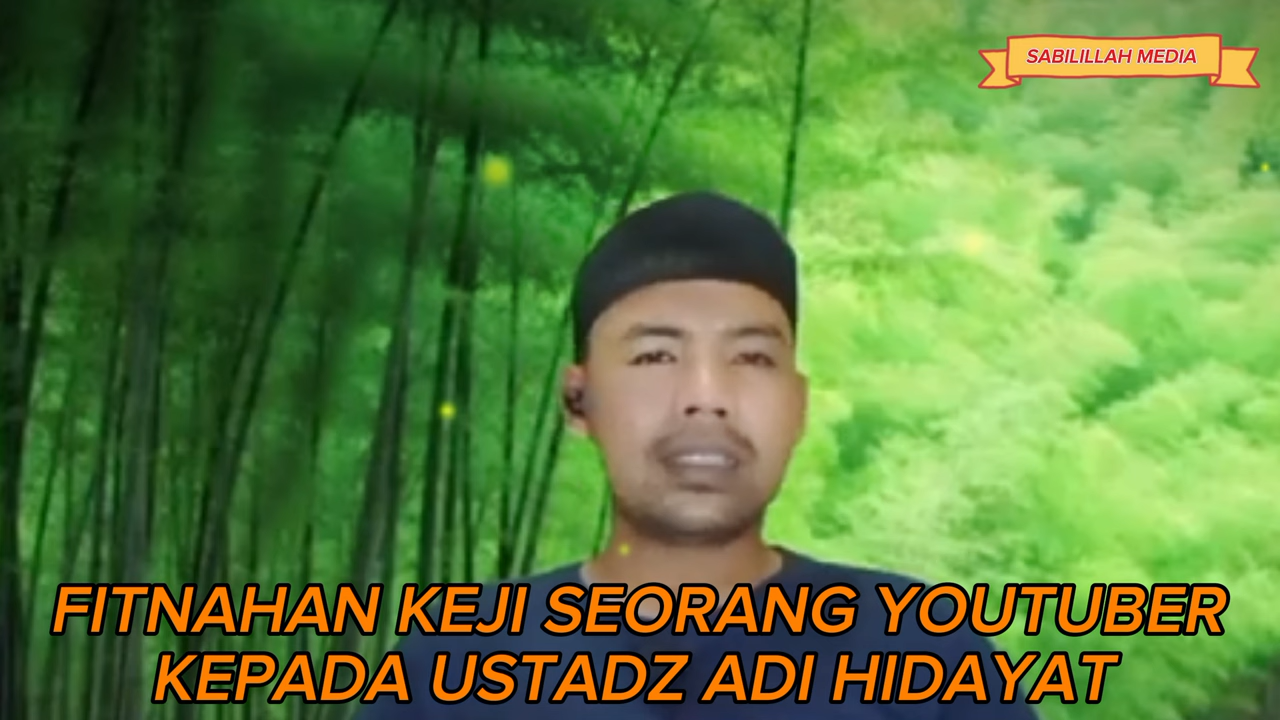 SABILILLAH MEDIA
FITNAHAN KEJI SEORANG YOUTUBER
KEPADA USTADZ ADI HIDAYAT